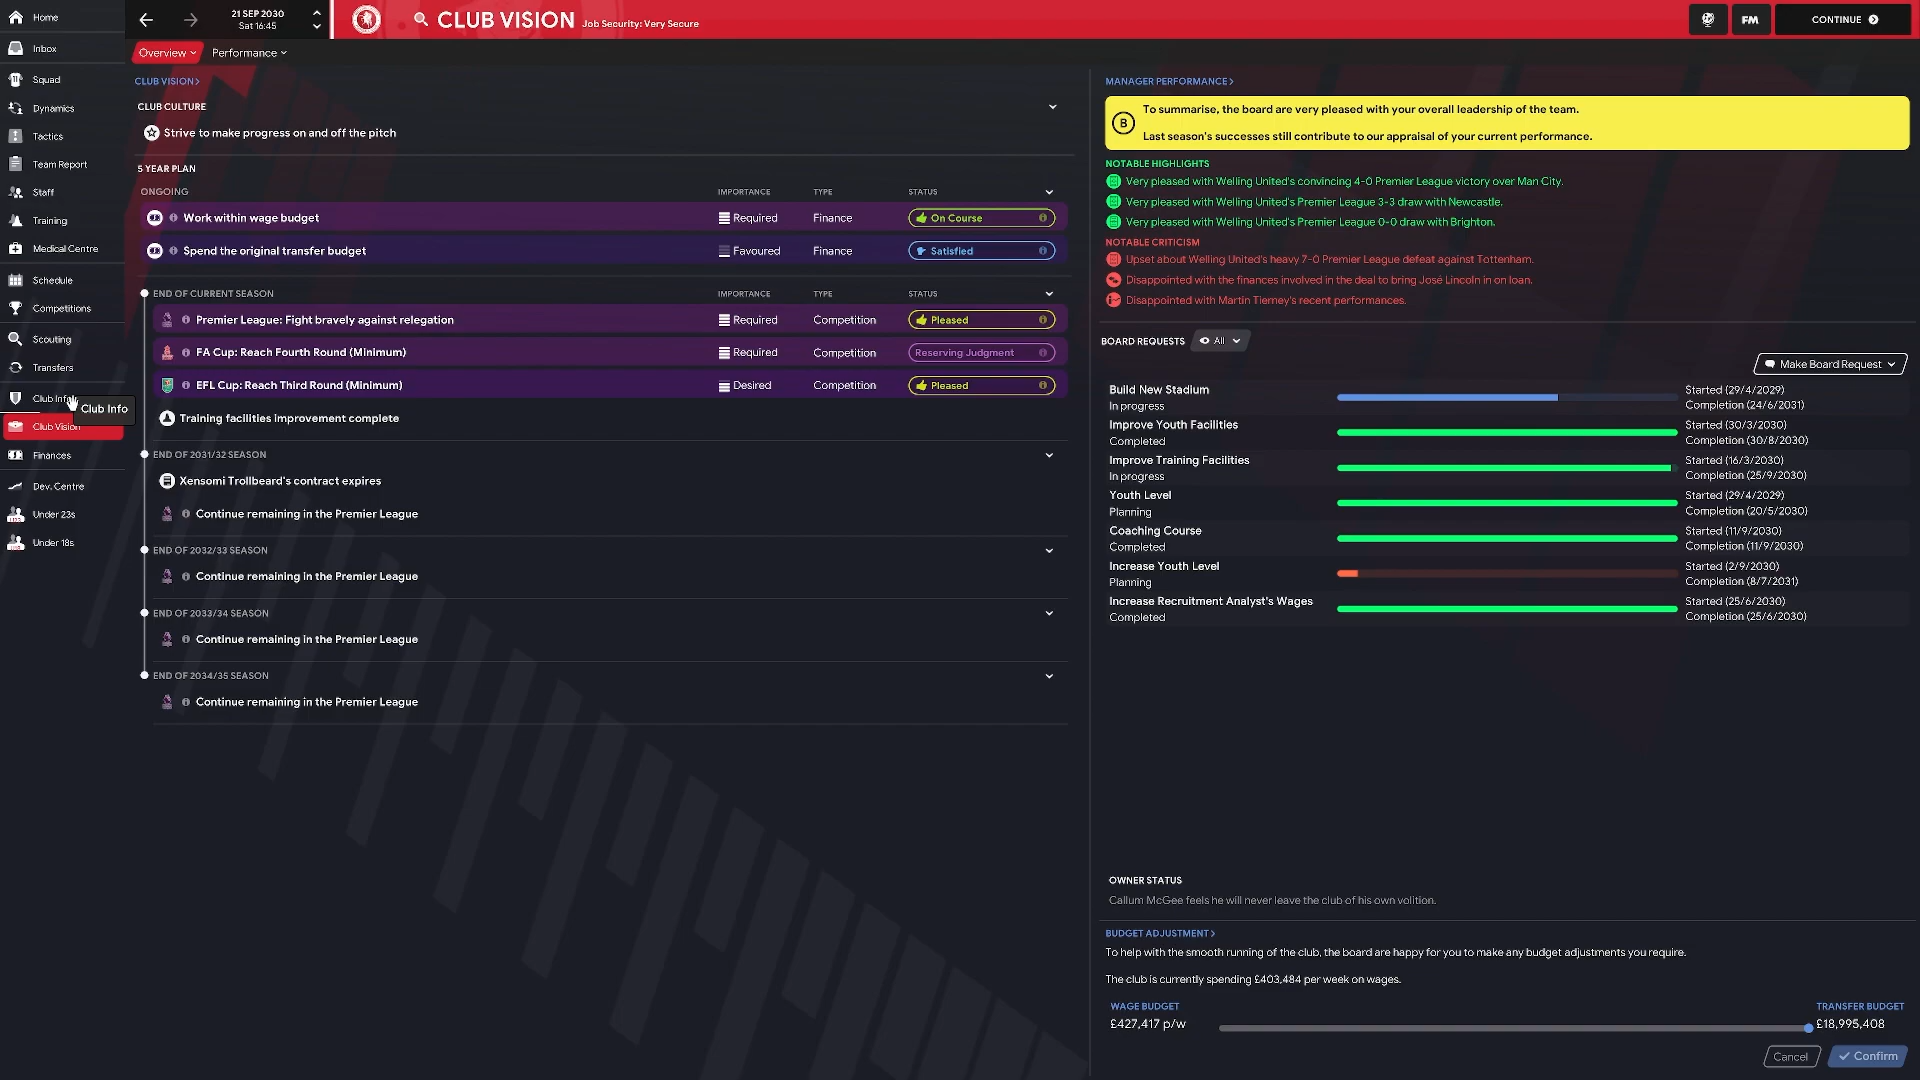 Home
Inbox
Squad
Dynamics
Tactics
Team Report
Staff
Training
Medical Centre
Schedule
Competitions
Scouting
Transfers
Club Info
Club Info
Club Vision
Finances
Dev. Centre
Under 23s
Under 18s
21 SEP 2030
Sat 16:45
CLUB VISION Job Security: Very Secure
FM
CONTINUE
Overview
Performance
CLUB VISION
CLUB CULTURE
Strive to make progress on and off the pitch
5 YEAR PLAN
ONGOING IMPORTANCE TYPE STATUS
Work within wage budget Required Finance On Course
Spend the original transfer budget Favoured Finance Satisfied
END OF CURRENT SEASON IMPORTANCE TYPE STATUS
Premier League: Fight bravely against relegation Required Competition Pleased
FA Cup: Reach Fourth Round (Minimum) Required Competition Reserving Judgment
EFL Cup: Reach Third Round (Minimum) Desired Competition Pleased
Training facilities improvement complete
END OF 2031/32 SEASON
Xensomi Trollbeard's contract expires
Continue remaining in the Premier League
END OF 2032/33 SEASON
Continue remaining in the Premier League
END OF 2033/34 SEASON
Continue remaining in the Premier League
END OF 2034/35 SEASON
Continue remaining in the Premier League
MANAGER PERFORMANCE
B
To summarise, the board are very pleased with your overall leadership of the team.
Last season's successes still contribute to our appraisal of your current performance.
NOTABLE HIGHLIGHTS
Very pleased with Welling United's convincing 4-0 Premier League victory over Man City.
Very pleased with Welling United's Premier League 3-3 draw with Newcastle.
Very pleased with Welling United's Premier League 0-0 draw with Brighton.
NOTABLE CRITICISM
Upset about Welling United's heavy 7-0 Premier League defeat against Tottenham.
Disappointed with the finances involved in the deal to bring José Lincoln in on loan.
Disappointed with Martin Tierney's recent performances.
BOARD REQUESTS All
Make Board Request
Build New Stadium Started (29/4/2029)
In progress Completion (24/6/2031)
Improve Youth Facilities Started (30/3/2030)
Completed Completion (30/8/2030)
Improve Training Facilities Started (16/3/2030)
In progress Completion (25/9/2030)
Youth Level Started (29/4/2029)
Planning Completion (20/5/2030)
Coaching Course Started (11/9/2030)
Completed Completion (11/9/2030)
Increase Youth Level Started (2/9/2030)
Planning Completion (8/7/2031)
Increase Recruitment Analyst's Wages Started (25/6/2030)
Completed Completion (25/6/2030)
OWNER STATUS
Callum McGee feels he will never leave the club of his own volition.
BUDGET ADJUSTMENT
To help with the smooth running of the club, the board are happy for you to make any budget adjustments you require.
The club is currently spending £403,484 per week on wages.
WAGE BUDGET TRANSFER BUDGET
£427,417 p/w £18,995,408
Cancel Confirm